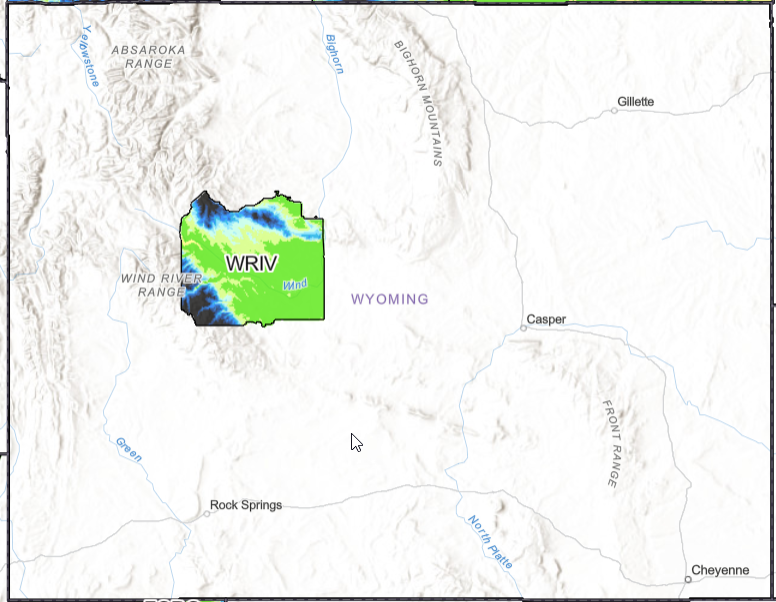 Yellowstone
ABSAROKA
RANGE
Bighorn
BIGHORN MOUNTAINS
Gillette
WRIV
WIND RIVER
RANGE
Wind
WYOMING
Casper
FRONT RANGE
Green
Rock Springs
North Platte
Cheyenne